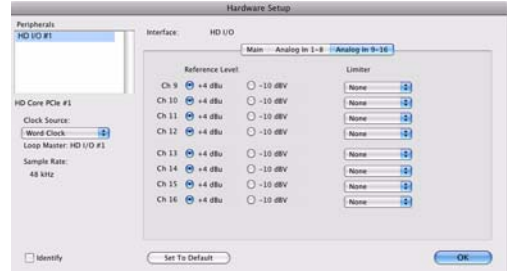 Hardware Setup
Peripherals
HD I/O #1
HD Core PCIe #1
Clock Source:
Word Clock
Loop Master: HD I/O #1
Sample Rate:
48 kHz
Identify
Interface: HD I/O
Main Analog In 1-8 Analog In 9-16
Reference Level: Limiter
Ch 9 +4 dBu -10 dBV None
Ch 10 +4 dBu -10 dBV None
Ch 11 +4 dBu -10 dBV None
Ch 12 +4 dBu -10 dBV None
Ch 13 +4 dBu -10 dBV None
Ch 14 +4 dBu -10 dBV None
Ch 15 +4 dBu -10 dBV None
Ch 16 +4 dBu -10 dBV None
Set To Default OK